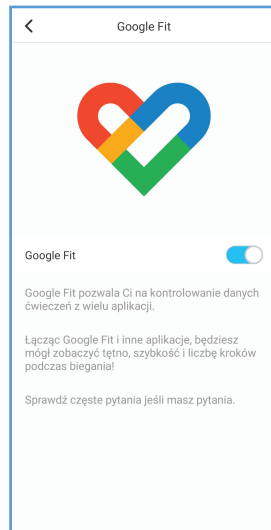 Google Fit
Google Fit
Google Fit pozwala Ci na kontrolowanie danych
ćwieczeń z wielu aplikacji.
Łącząc Google Fit i inne aplikacje, będziesz
mógł zobaczyć tętno, szybkość i liczbę kroków
podczas biegania!
Sprawdź częste pytania jeśli masz pytania.